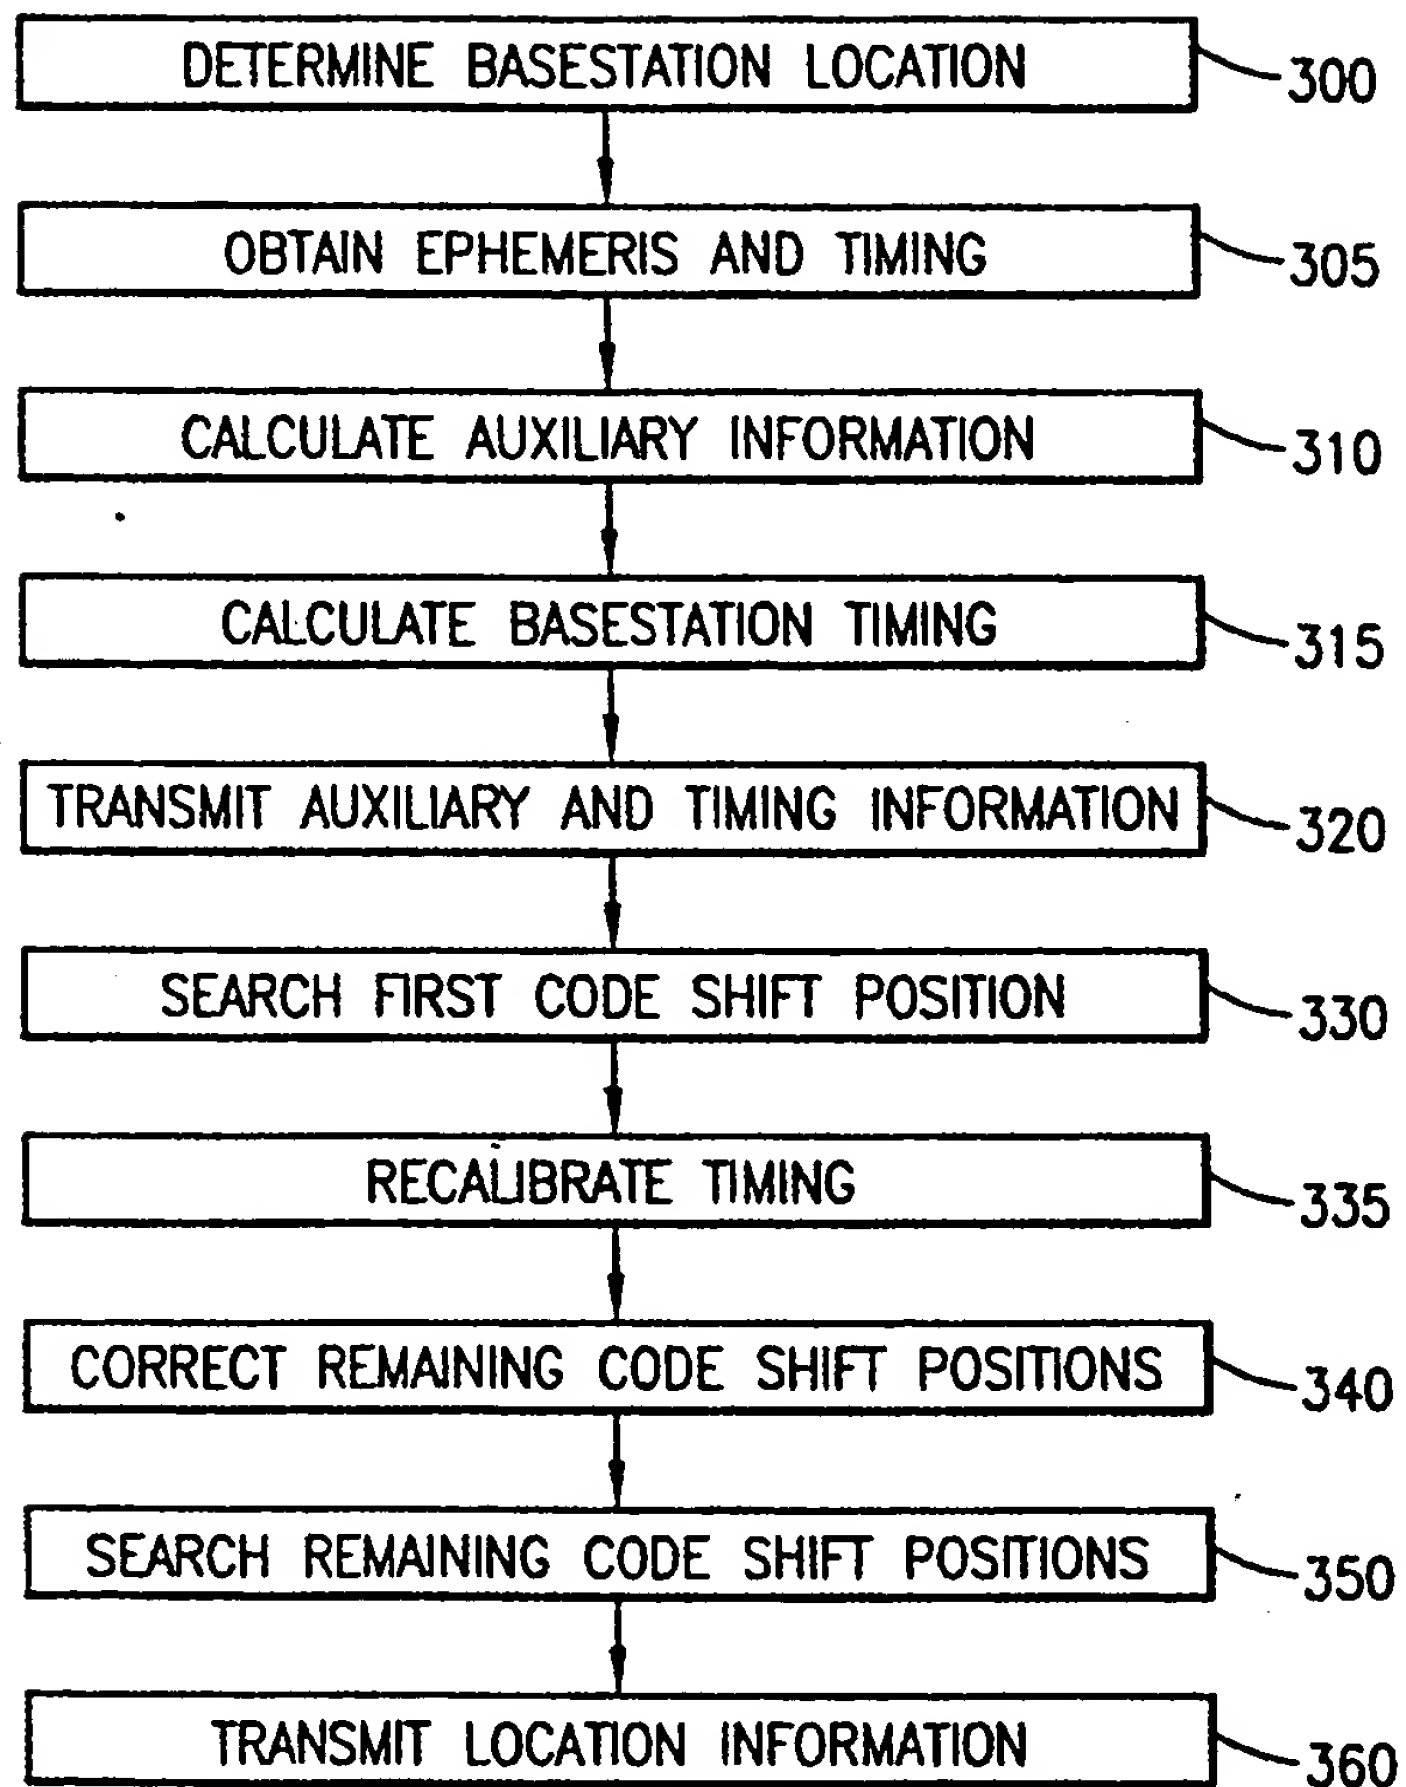 DETERMINE BASESTATION LOCATION 300
OBTAIN EPHEMERIS AND TIMING 305
CALCULATE AUXILIARY INFORMATION 310
CALCULATE BASESTATION TIMING 315
TRANSMIT AUXILIARY AND TIMING INFORMATION 320
SEARCH FIRST CODE SHIFT POSITION 330
RECALIBRATE TIMING 335
CORRECT REMAINING CODE SHIFT POSITIONS 340
SEARCH REMAINING CODE SHIFT POSITIONS 350
TRANSMIT LOCATION INFORMATION 360